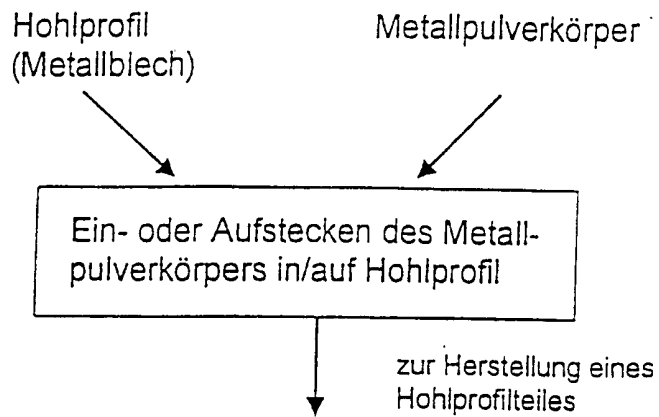 Hohlprofil
(Metallblech)
Metallpulverkörper
Ein- oder Aufstecken des Metall-
pulverkörpers in/auf Hohlprofil
zur Herstellung eines
Hohlprofilteiles